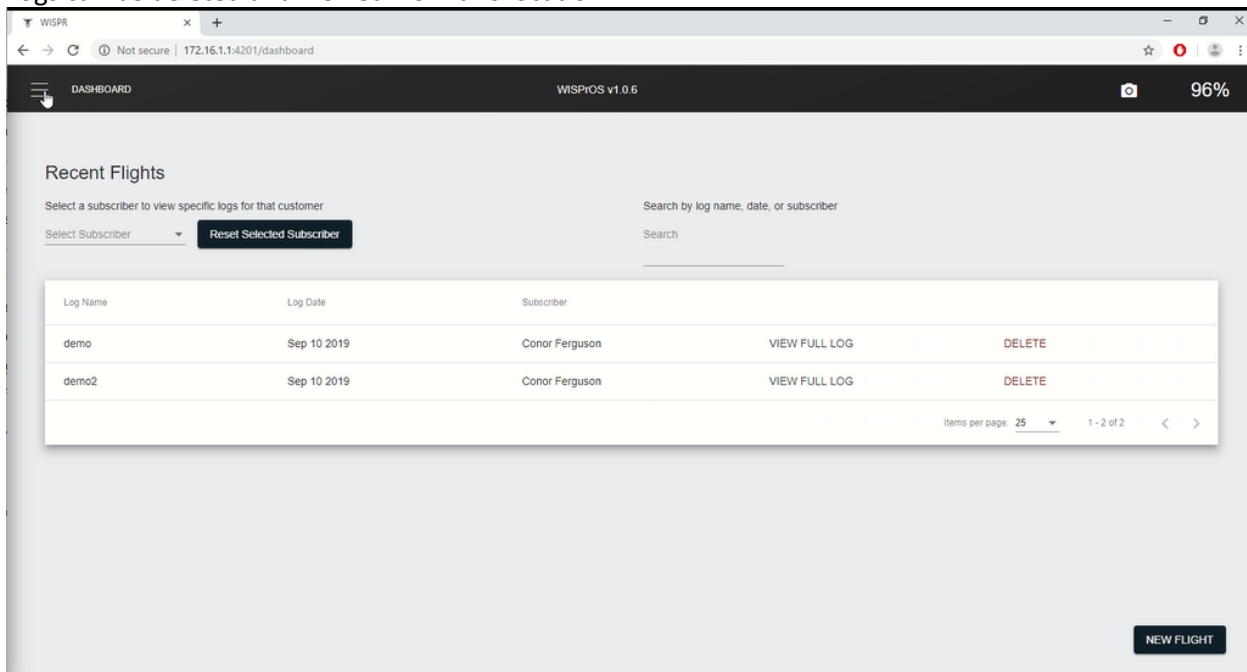 WISPR
Not secure | 172.16.1.1:4201/dashboard
DASHBOARD WISPrOS v1.0.6 96%
Recent Flights
Select a subscriber to view specific logs for that customer Search by log name, date, or subscriber
Select Subscriber Reset Selected Subscriber Search
Log Name Log Date Subscriber
demo Sep 10 2019 Conor Ferguson VIEW FULL LOG DELETE
demo2 Sep 10 2019 Conor Ferguson VIEW FULL LOG DELETE
Items per page: 25 1 - 2 of 2
NEW FLIGHT